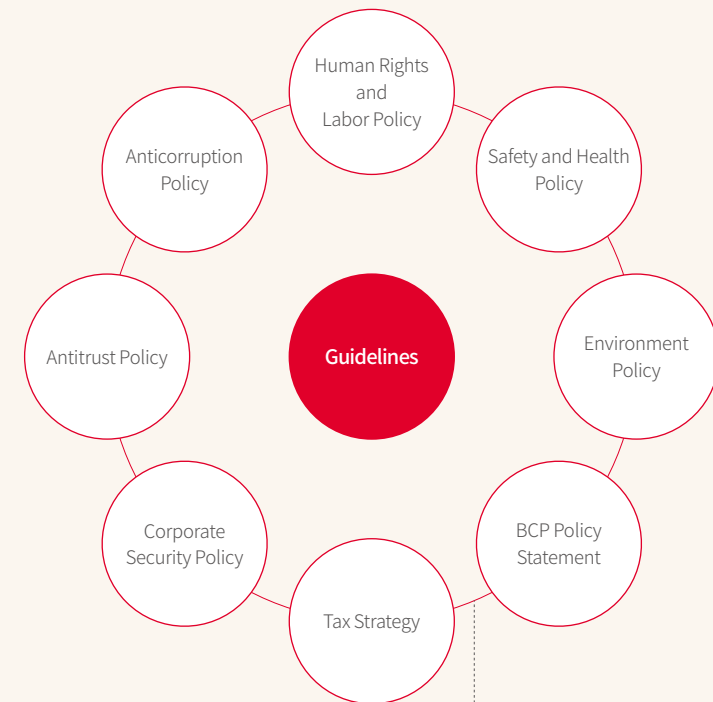 Human Rights
and
Labor Policy
Safety and Health
Policy
Environment
Policy
BCP Policy
Statement
Tax Strategy
Corporate
Security Policy
Antitrust Policy
Anticorruption
Policy
Guidelines